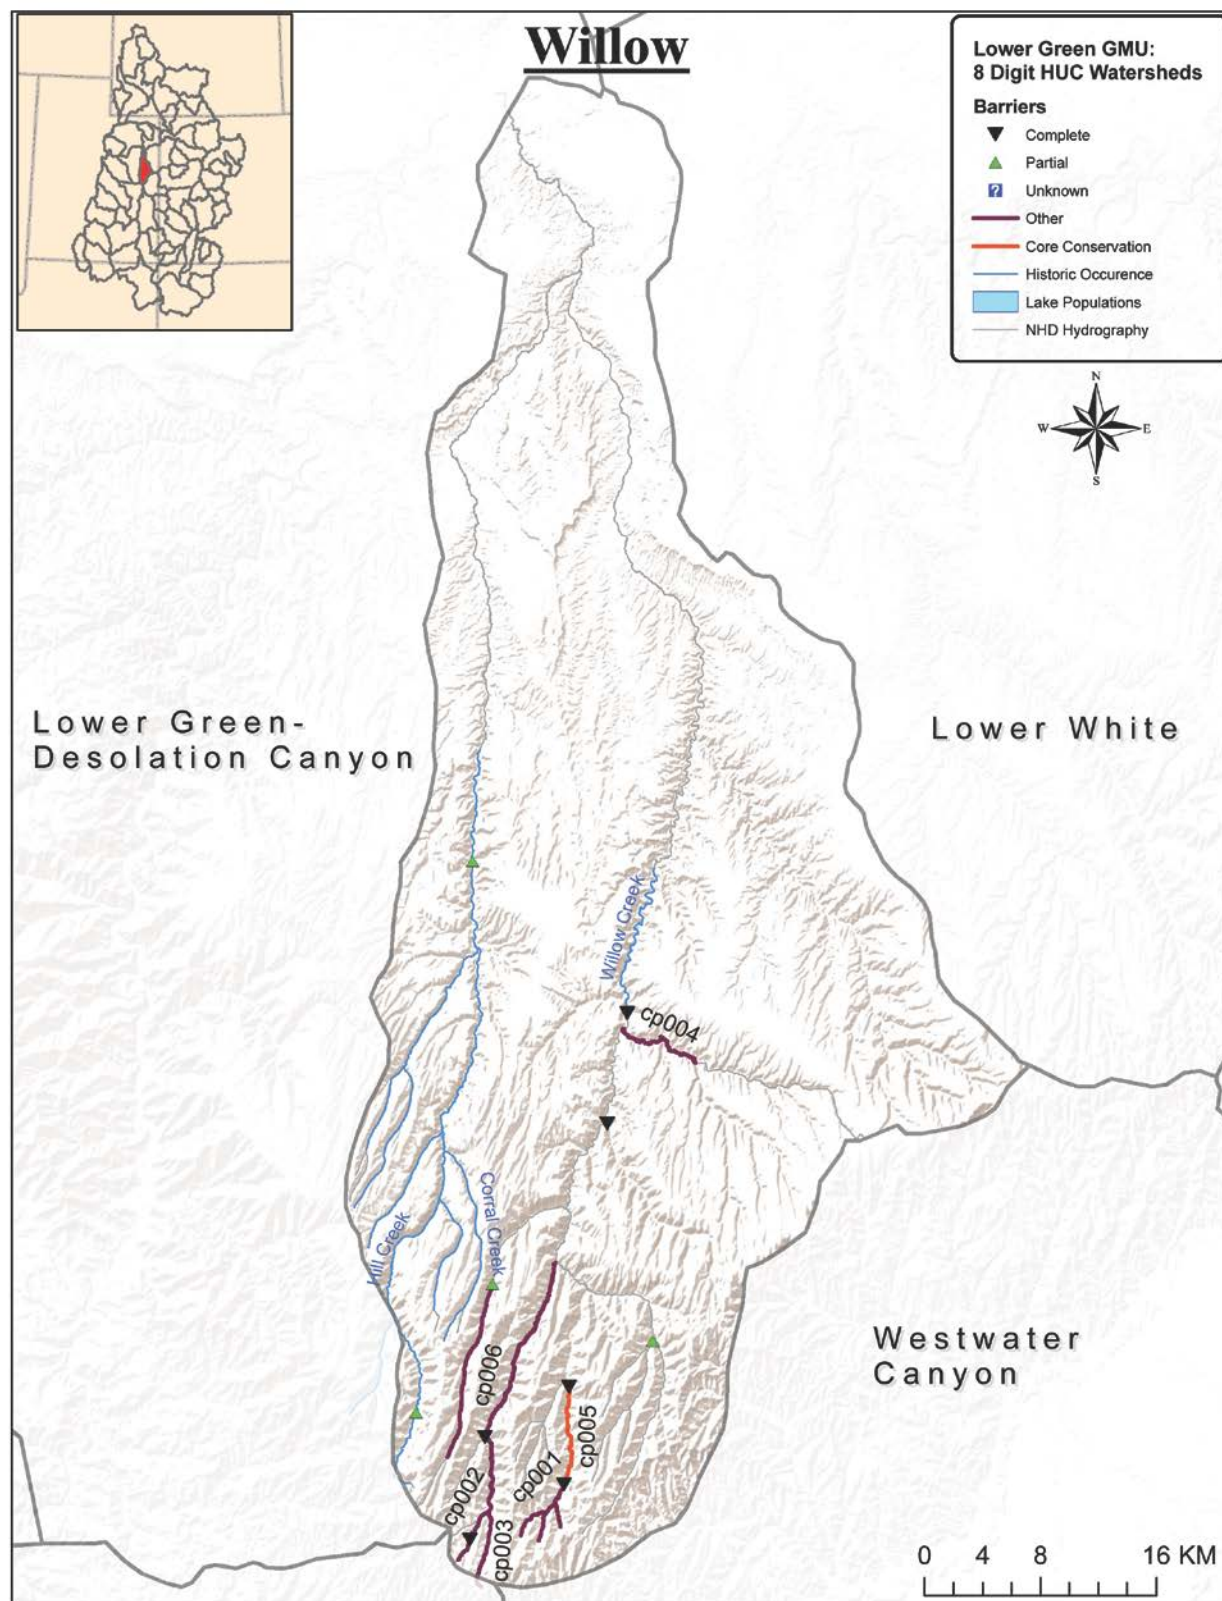 Willow
Lower Green GMU:
8 Digit HUC Watersheds
Barriers
Complete
Partial
?
Unknown
Other
Core Conservation
Historic Occurence
Lake Populations
NHD Hydrography
N
W
E
S
Lower Green-
Desolation Canyon
Lower White
Willow Creek
cp004
Corral Creek
Hill Creek
Westwater
Canyon
cp006
cp005
cp001
cp002
cp003
0 4 8 16 KM